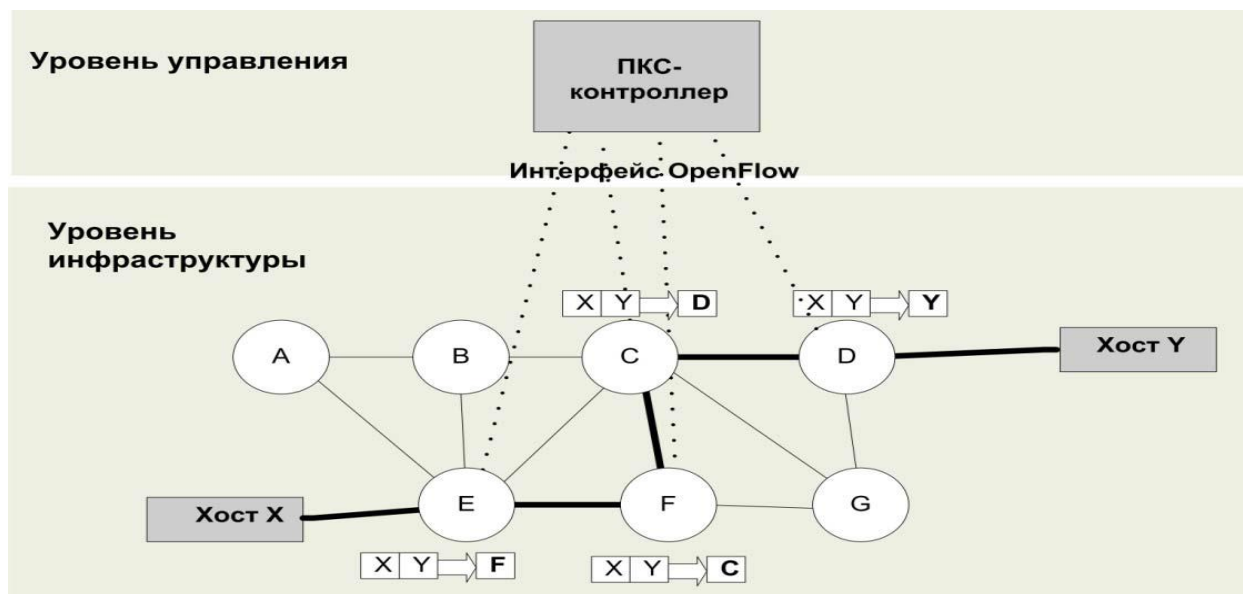 Уровень управления
ПКС-
контроллер
Интерфейс OpenFlow
Уровень
инфраструктуры
X Y D
X Y Y
A
B
C
D
Хост Y
Хост X
E
F
G
X Y F
X Y C